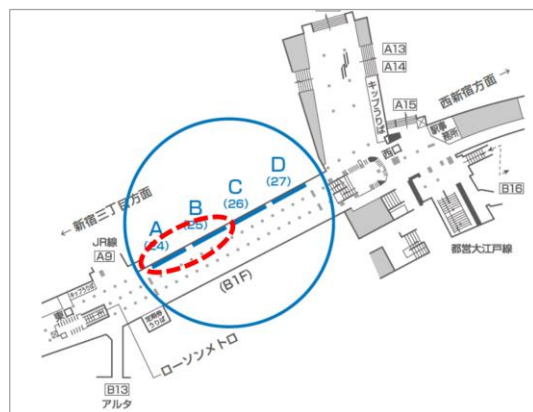 A13
A14
キップうりば
A15
西新宿方面 →
駅事
務所
西口
B16
都営大江戸線
← 新宿三丁目方面
D
(27)
C
(26)
B
(25)
A
(24)
JR線
A9
キップうりば
東口
定期券
うりば
(B1F)
ローソンメトロ
B13
アルタ